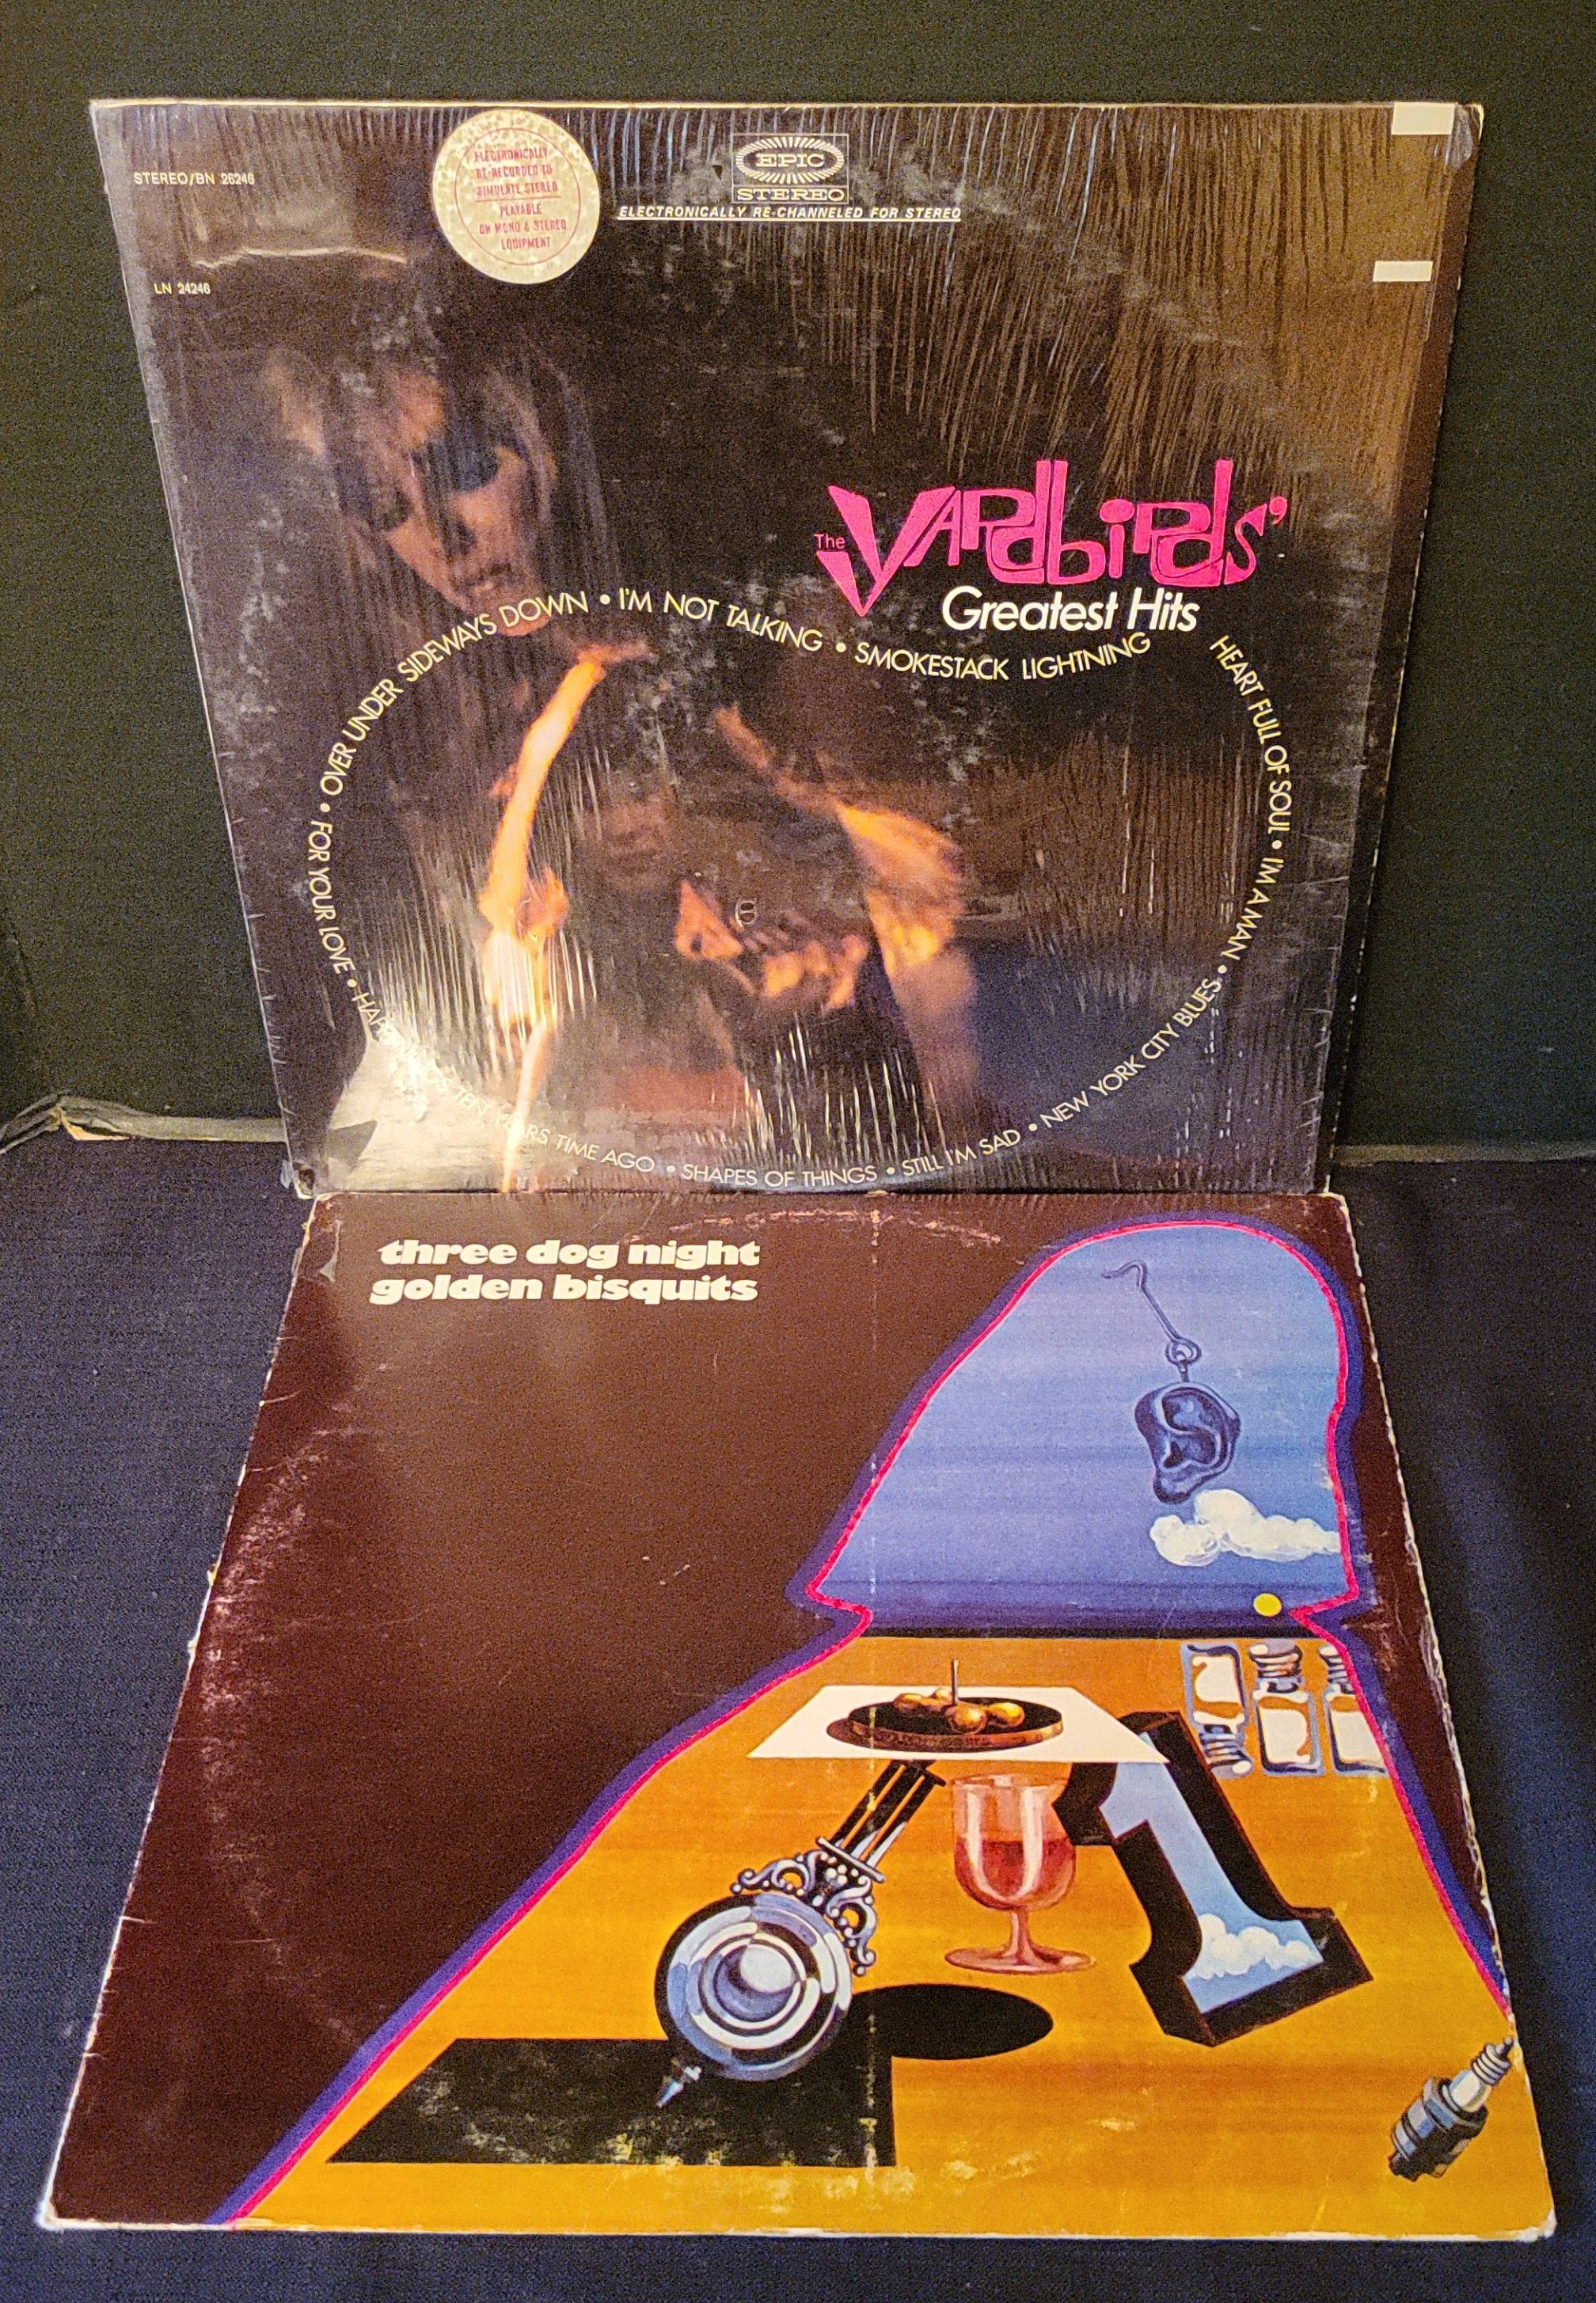 STEREO/BN 26246
ELECTRONICALLY
RE-RECORDED TO
SIMULATE STEREO
PLAYABLE
ON MONO & STEREO
EQUIPMENT
EPIC
STEREO
ELECTRONICALLY RE-CHANNELED FOR STEREO
LN 24246
The YARDbiRds'
Greatest Hits
HEART FULL OF SOUL • I'M A MAN • NEW YORK CITY BLUES • STILL I'M SAD • SHAPES OF THINGS • TEN YEARS TIME AGO • FOR YOUR LOVE • OVER UNDER SIDEWAYS DOWN • I'M NOT TALKING • SMOKESTACK LIGHTNING
three dog night
golden bisquits
1